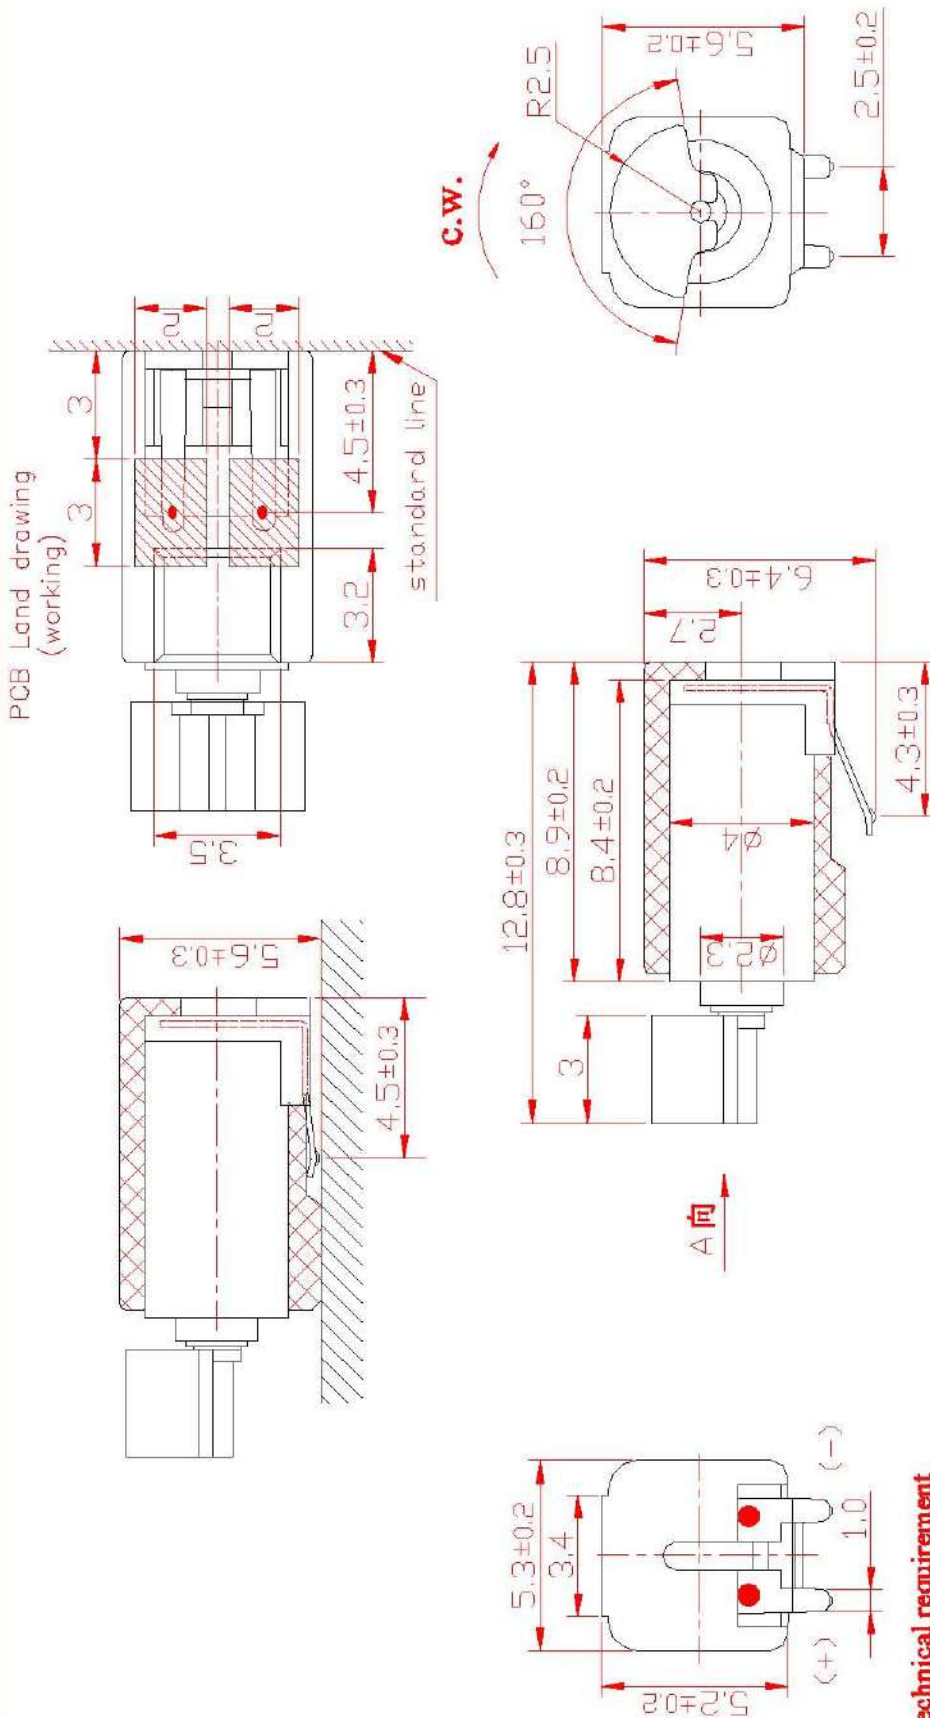 PCB Land drawing
(working)
3
3
2
2
4.5±0.3
3.2
3.5
standard line
C.W.
160°
R2.5
5.6±0.2
2.5±0.2
5.6±0.3
4.5±0.3
12.8±0.3
8.9±0.2
8.4±0.2
3
2.7
6.4±0.3
Ø4
Ø2.3
4.3±0.3
A向
5.3±0.2
3.4
5.2±0.2
(+)
(-)
1.0
echnical requirement